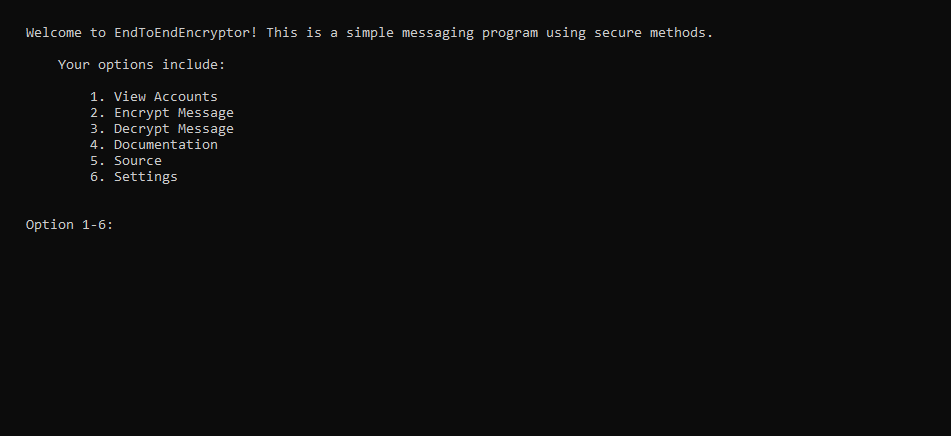 Welcome to EndToEndEncryptor! This is a simple messaging program using secure methods.
Your options include:
1. View Accounts
2. Encrypt Message
3. Decrypt Message
4. Documentation
5. Source
6. Settings
Option 1-6: